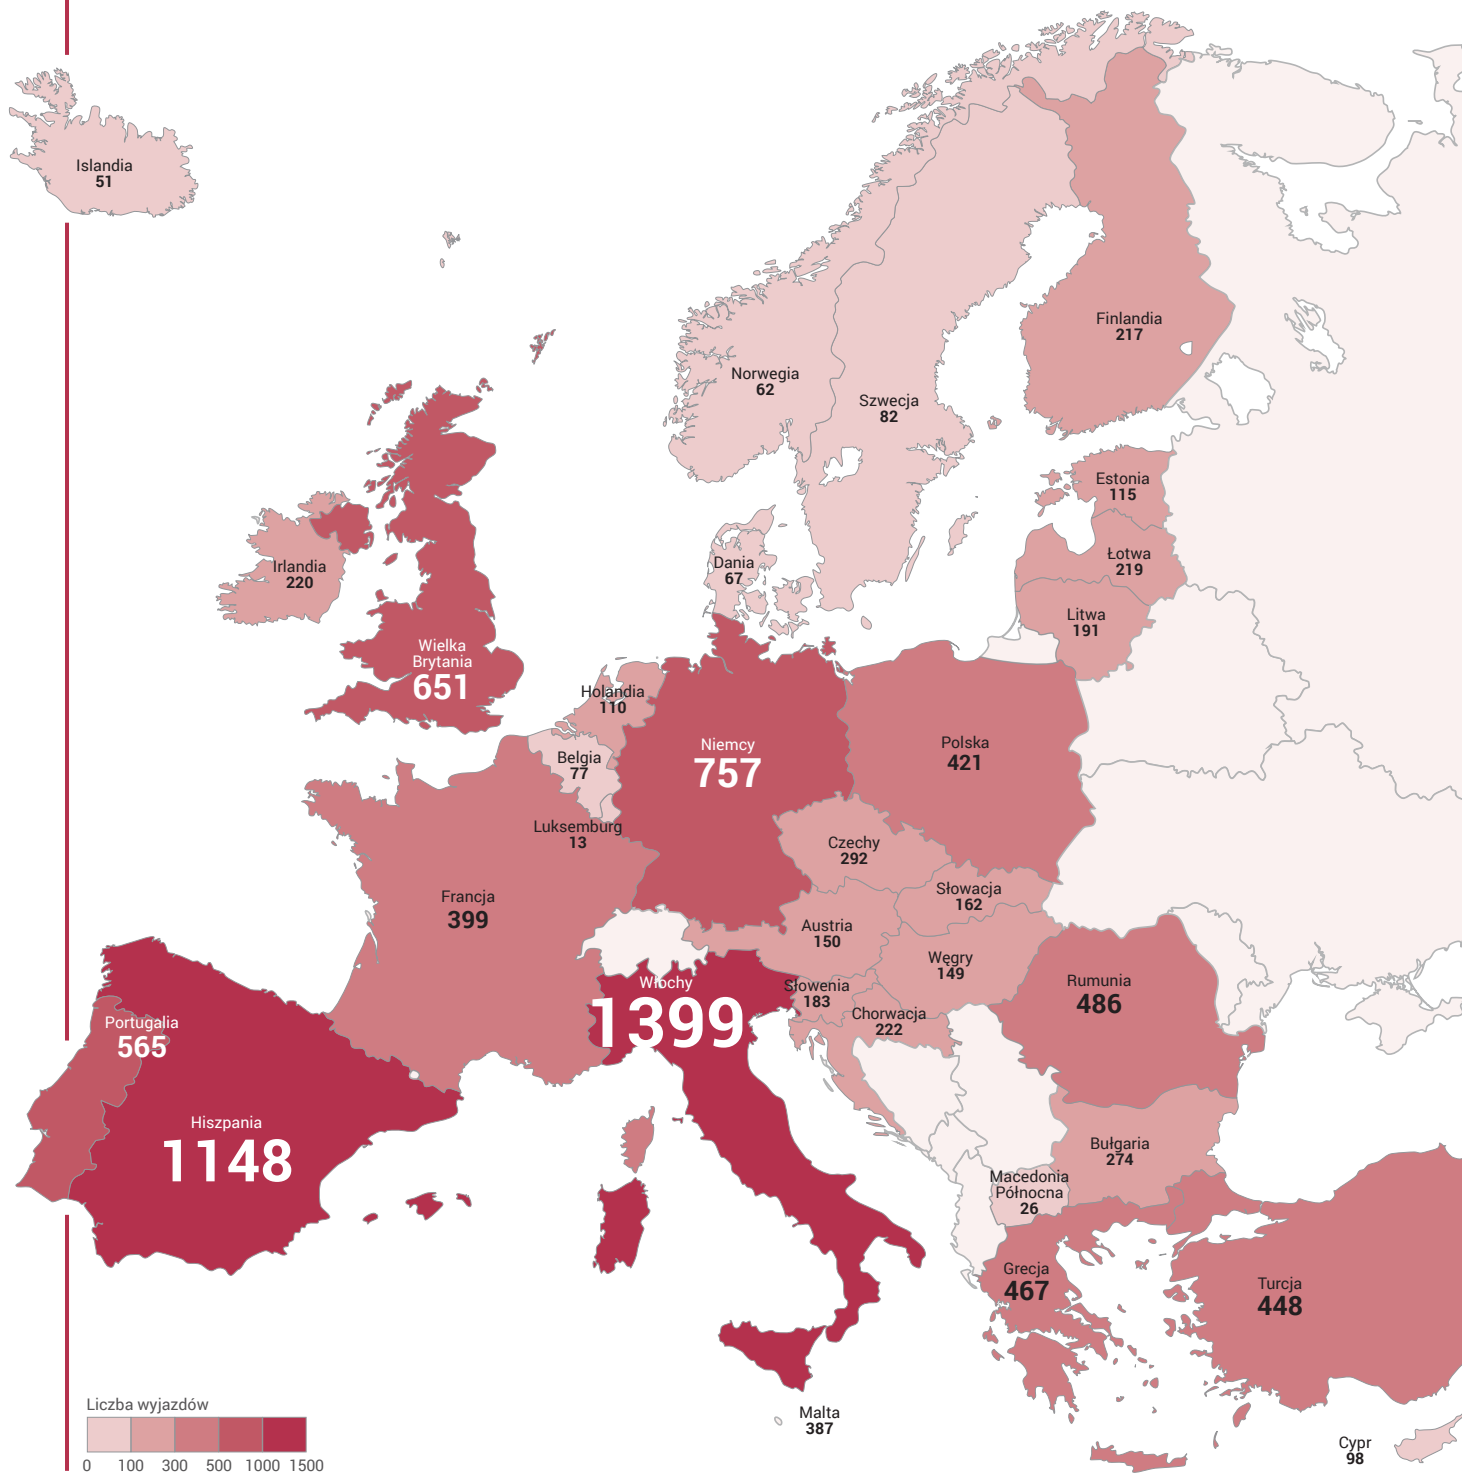 Islandia
51
Finlandia
217
Norwegia
62
Szwecja
82
Estonia
115
Łotwa
219
Litwa
191
Dania
67
Irlandia
220
Wielka
Brytania
651
Holandia
110
Belgia
77
Niemcy
757
Polska
421
Luksemburg
13
Czechy
292
Słowacja
162
Francja
399
Austria
150
Węgry
149
Rumunia
486
Włochy
1399
Słowenia
183
Chorwacja
222
Portugalia
565
Hiszpania
1148
Bułgaria
274
Macedonia
Północna
26
Grecja
467
Turcja
448
Malta
387
Cypr
98
Liczba wyjazdów
0 100 300 500 1000 1500